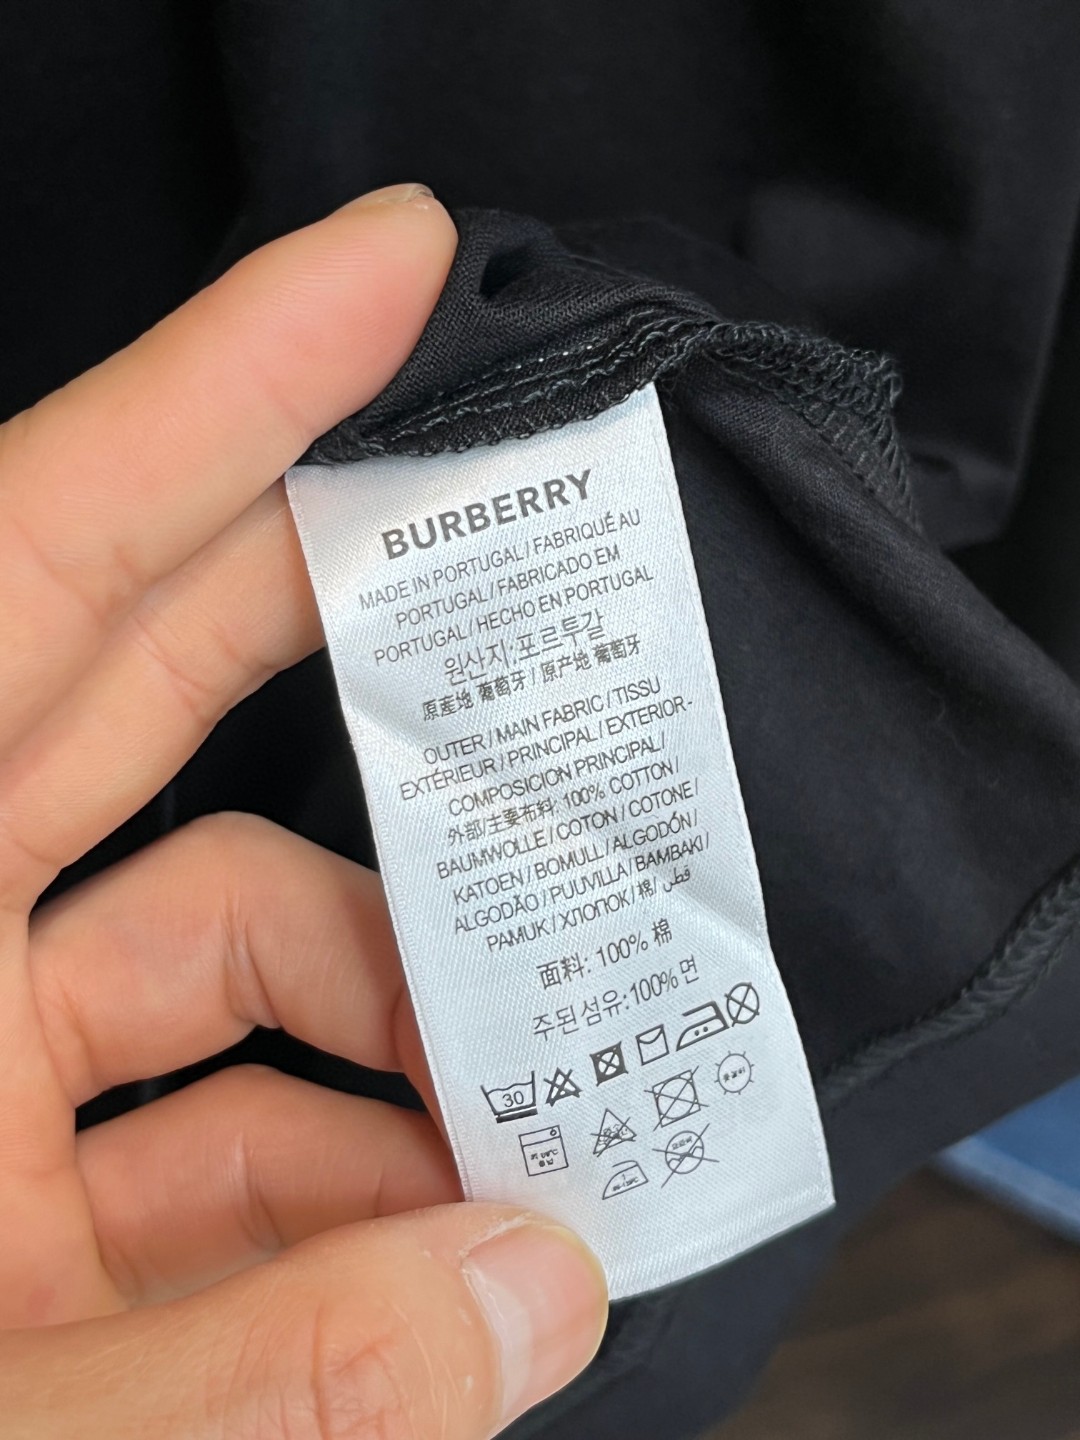 BURBERRY
MADE IN PORTUGAL / FABRIQUÉ AU
PORTUGAL / FABRICADO EM
PORTUGAL / HECHO EN PORTUGAL
원산지: 포르투갈
原產地 葡萄牙 / 原产地 葡萄牙
OUTER / MAIN FABRIC / TISSU
EXTÉRIEUR / PRINCIPAL / EXTERIOR-
COMPOSICION PRINCIPAL /
外部/主要布料: 100% COTTON /
BAUMWOLLE / COTON / COTONE /
KATOEN / BOMULL / ALGODÓN /
ALGODÃO / PUUVILLA / BAMBAKI /
PAMUK / ХЛОПОК / 棉/ قطن
面料: 100% 棉
주된섬유:100%면
30